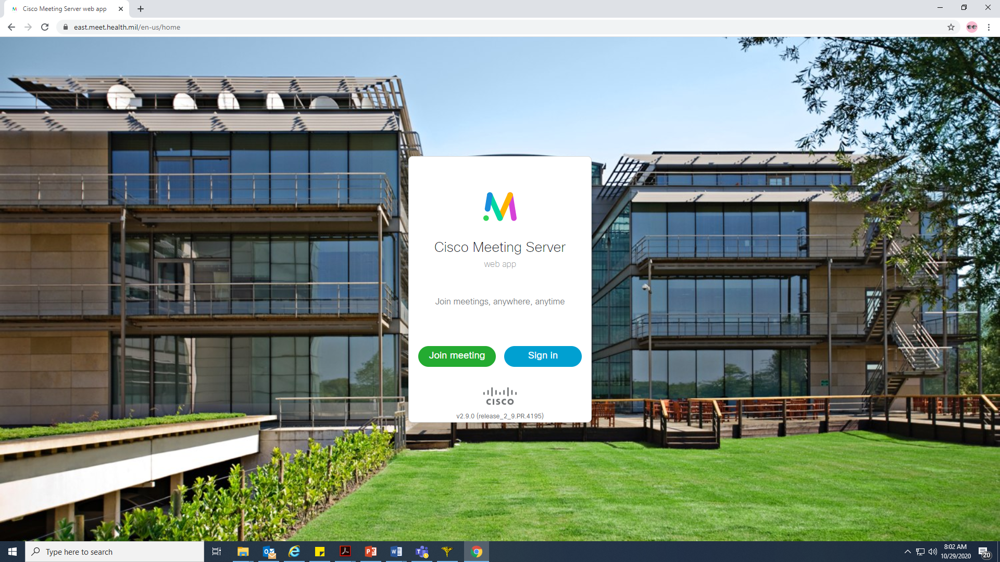 Cisco Meeting Server web app
east.meet.health.mil/en-us/home
Cisco Meeting Server
web app
Join meetings, anywhere, anytime
Join meeting
Sign in
CISCO
v2.9.0 (release_2_9.PR.4195)
Type here to search
8:02 AM
10/29/2020
20